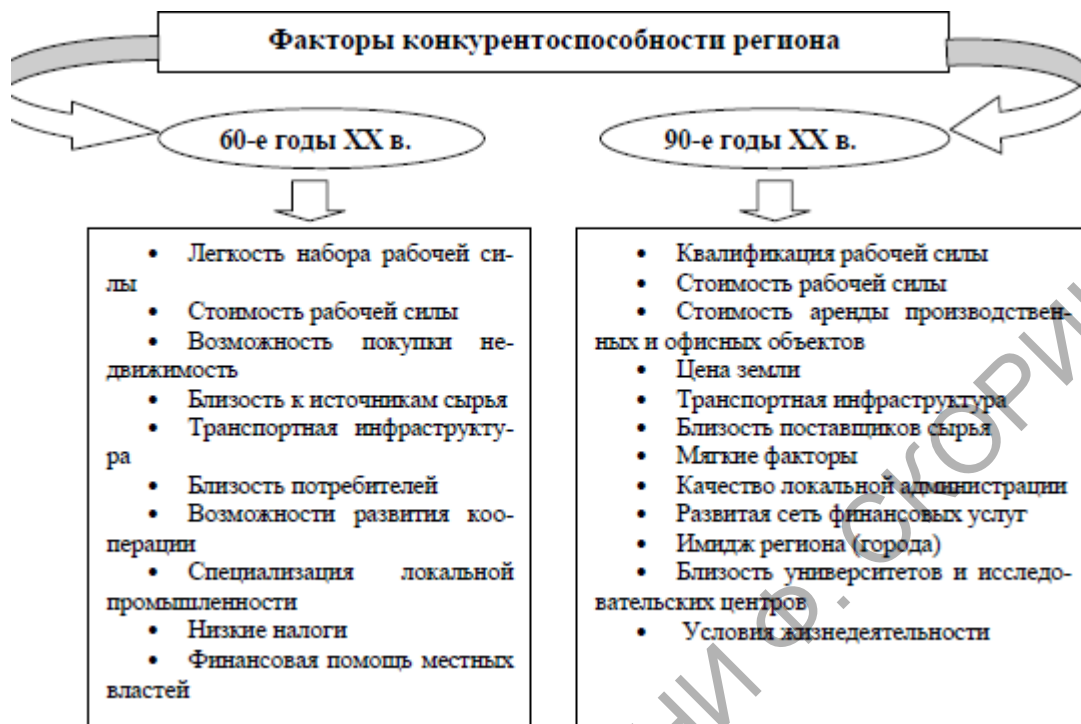 Факторы конкурентоспособности региона
60-е годы XX в.
90-е годы XX в.
• Легкость набора рабочей си-
лы
• Стоимость рабочей силы
• Возможность покупки не-
движимость
• Близость к источникам сырья
• Транспортная инфраструкту-
ра
• Близость потребителей
• Возможности развития коо-
перации
• Специализация локальной
промышленности
• Низкие налоги
• Финансовая помощь местных
властей
• Квалификация рабочей силы
• Стоимость рабочей силы
• Стоимость аренды производствен-
ных и офисных объектов
• Цена земли
• Транспортная инфраструктура
• Близость поставщиков сырья
• Мягкие факторы
• Качество локальной администрации
• Развитая сеть финансовых услуг
• Имидж региона (города)
• Близость университетов и исследо-
вательских центров
• Условия жизнедеятельности
Ф.